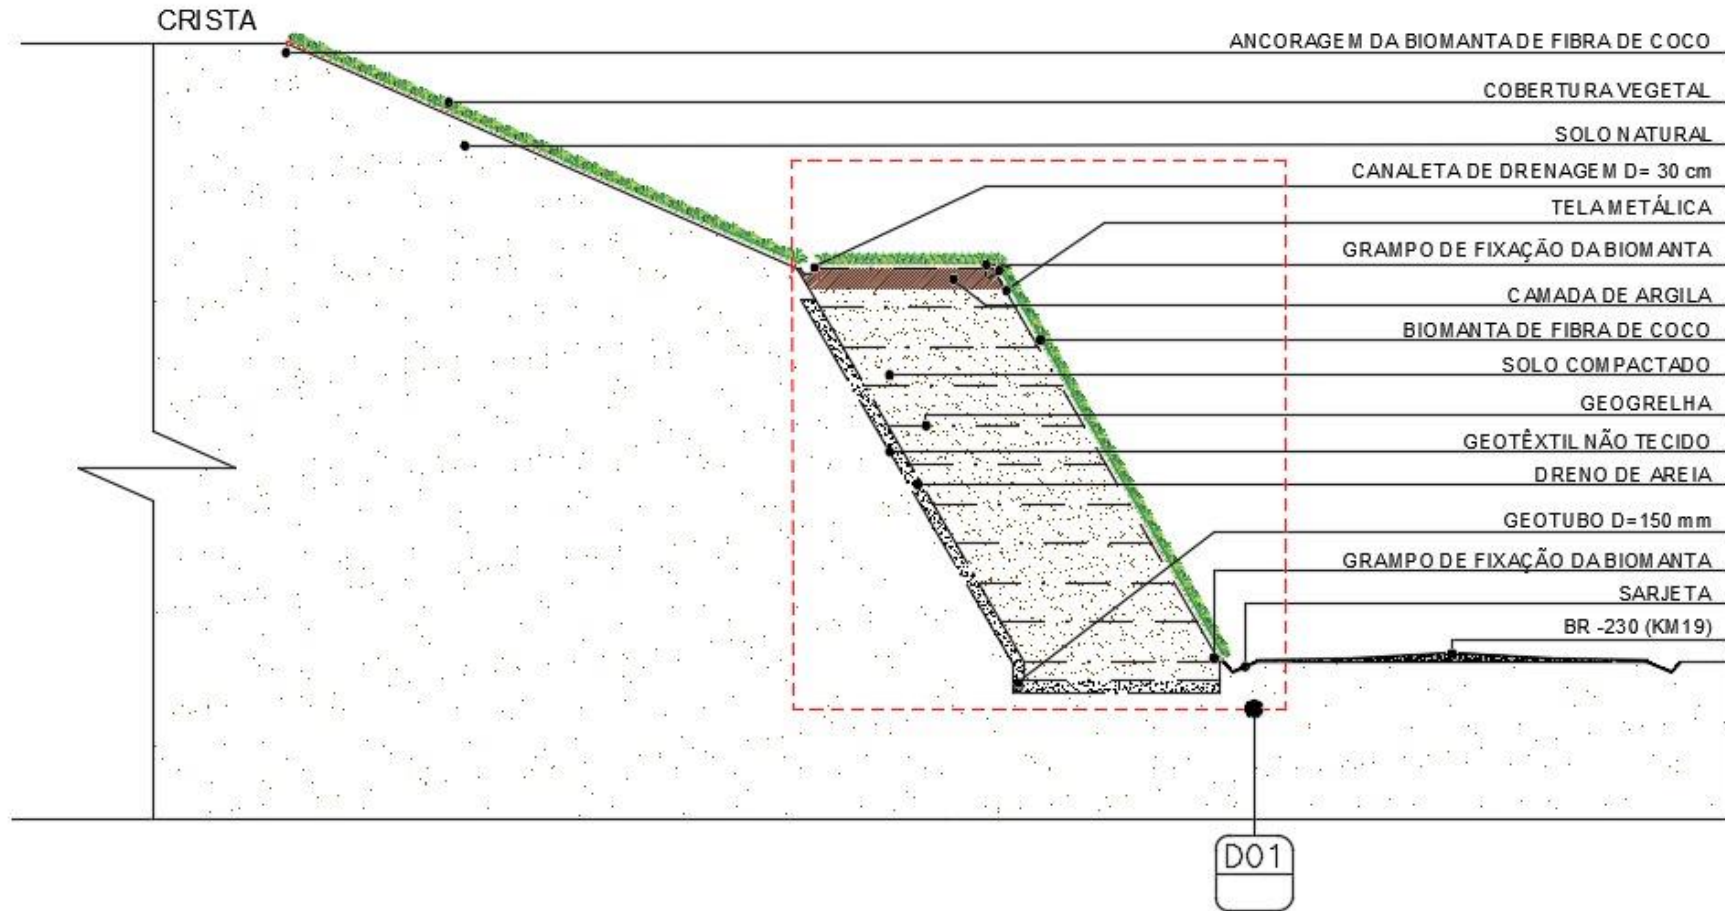 CRISTA
ANCORAGEM DA BIOMANTA DE FIBRA DE COCO
COBERTURA VEGETAL
SOLO NATURAL
CANALETA DE DRENAGEM D= 30 cm
TELA METÁLICA
GRAMPO DE FIXAÇÃO DA BIOMANTA
CAMADA DE ARGILA
BIOMANTA DE FIBRA DE COCO
SOLO COMPACTADO
GEOGRELHA
GEOTÊXTIL NÃO TECIDO
DRENO DE AREIA
GEOTUBO D=150 mm
GRAMPO DE FIXAÇÃO DA BIOMANTA
SARJETA
BR -230 (KM19)
D01